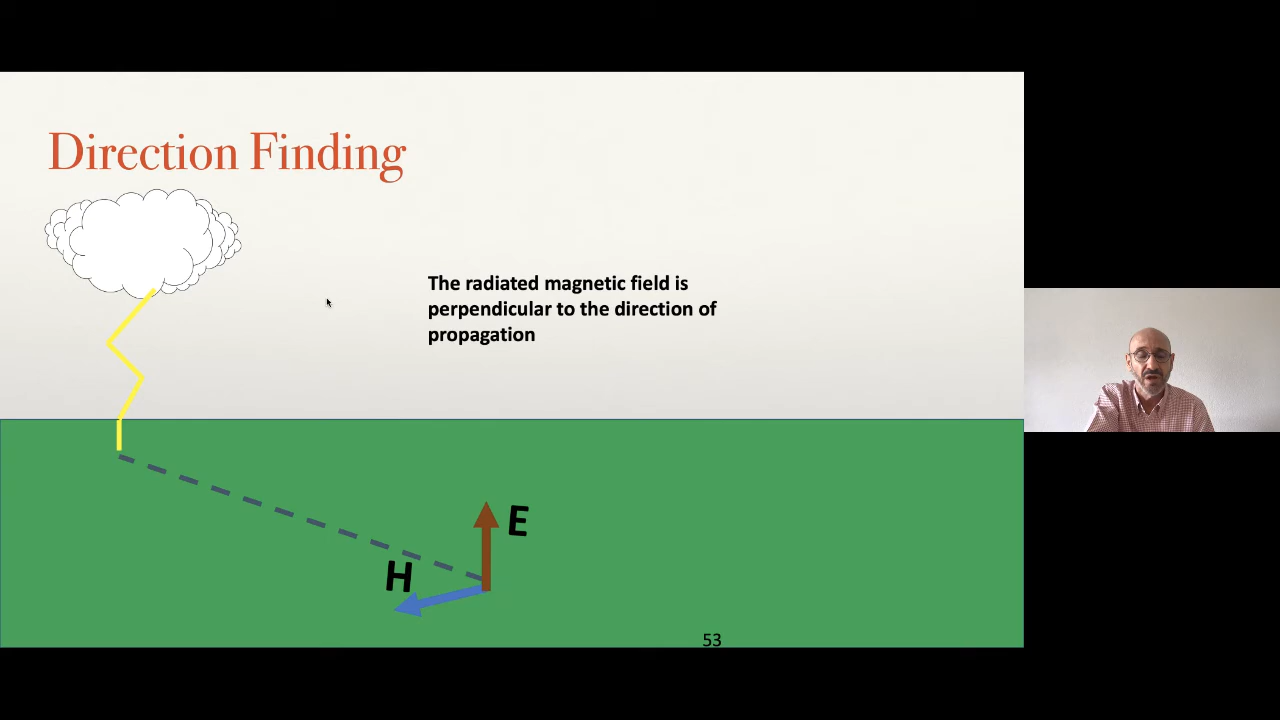 Direction Finding
The radiated magnetic field is
perpendicular to the direction of
propagation
E
H
53